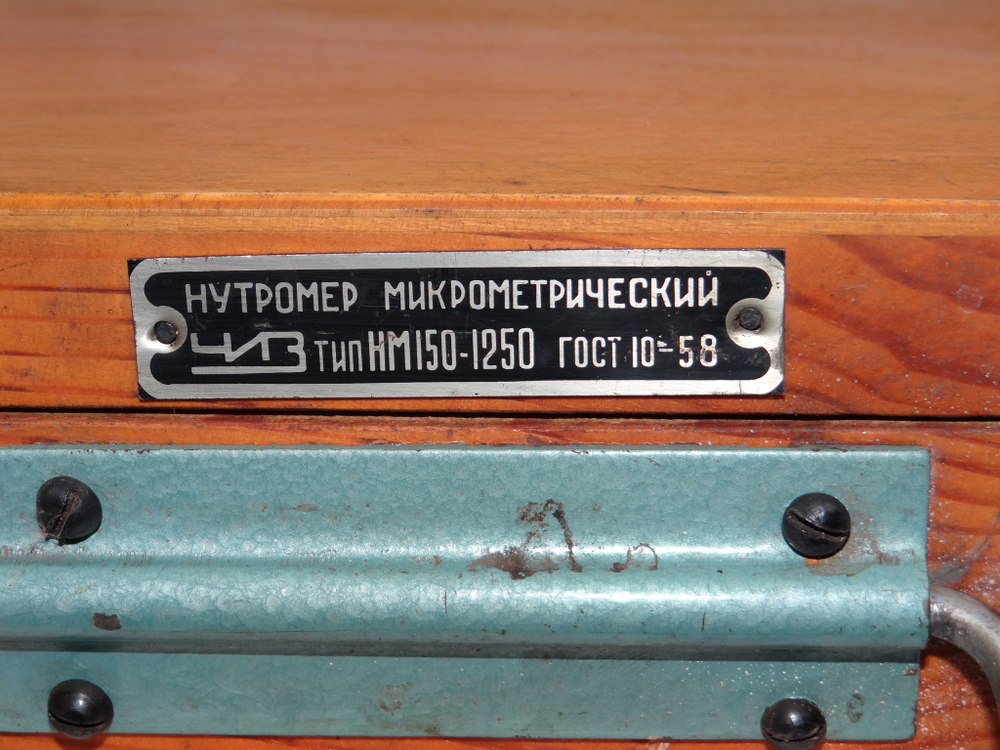 НУТРОМЕР МИКРОМЕТРИЧЕСКИЙ
ЧИЗ ТИП НМ150-1250 ГОСТ 10-58